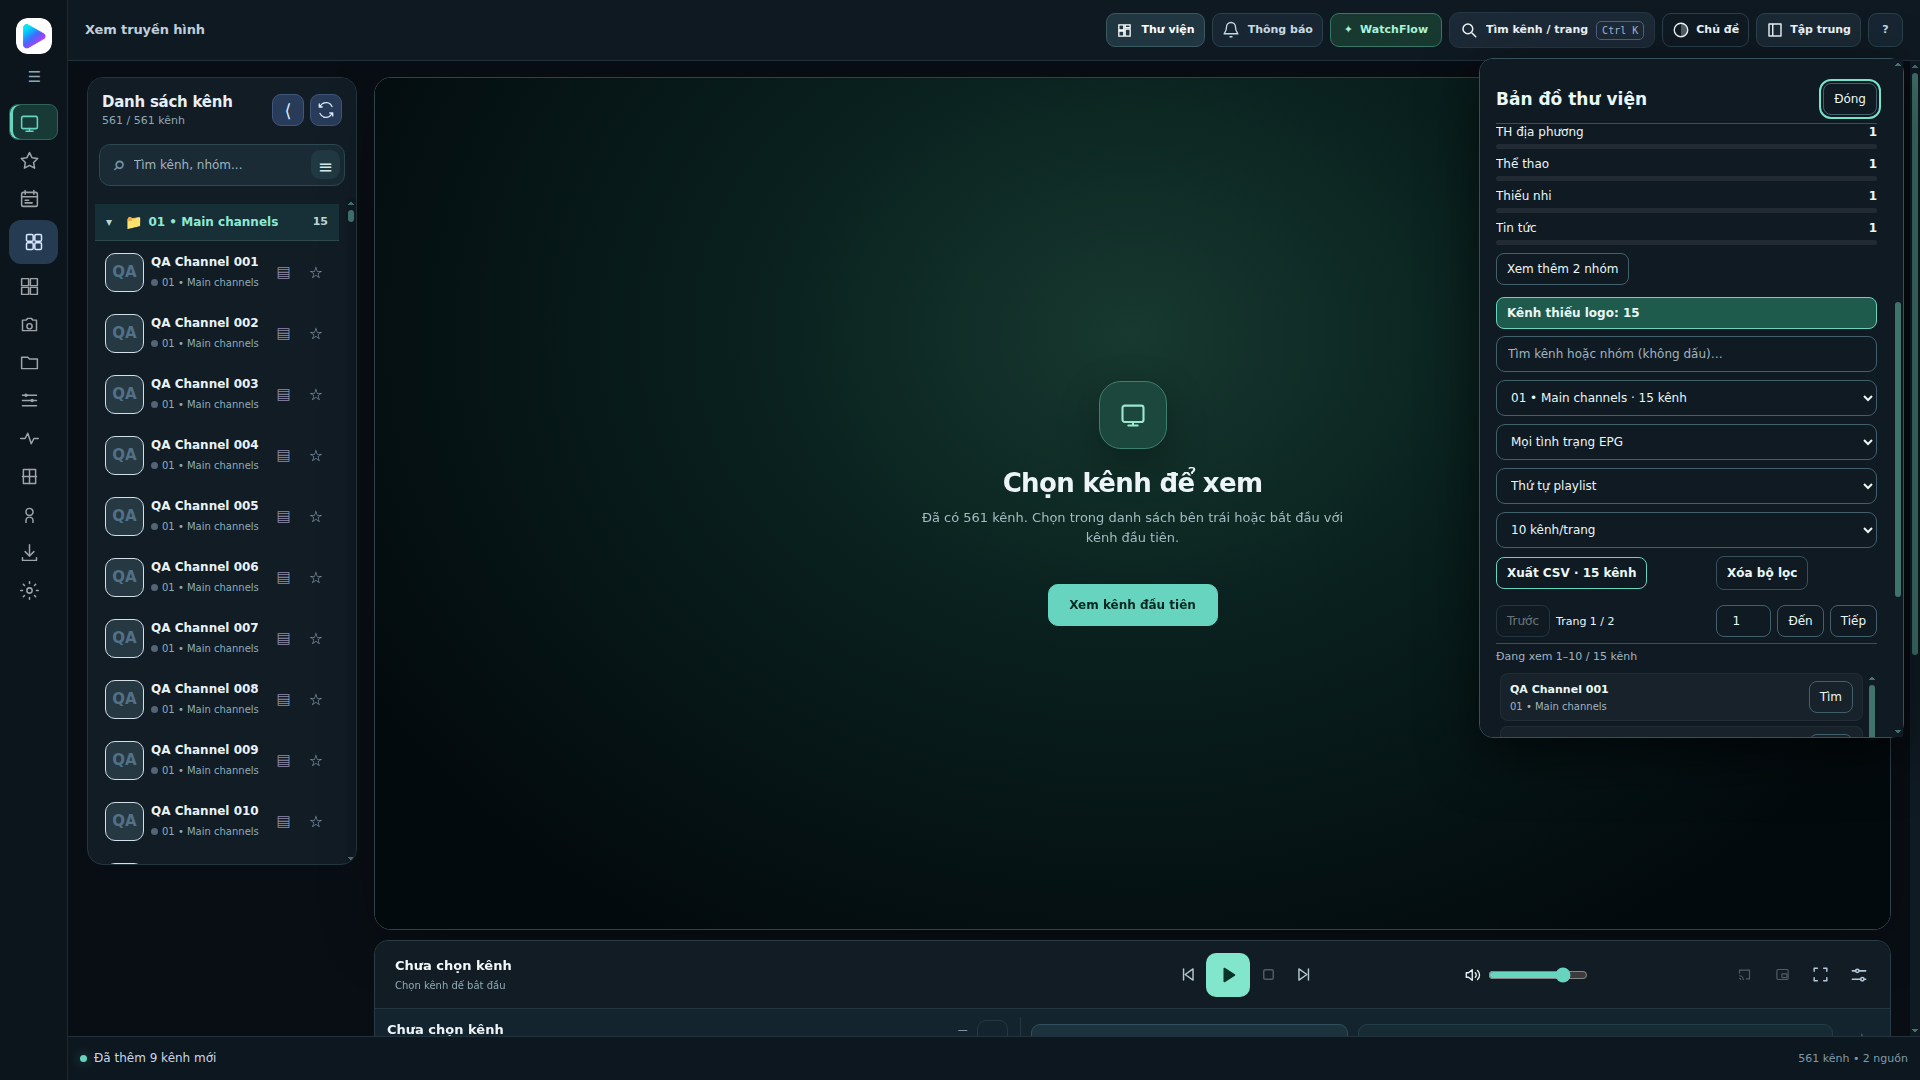 Xem truyền hình
Thư viện
Thông báo
✦ WatchFlow
Tìm kênh / trang
Ctrl K
Chủ đề
Tập trung
?
Danh sách kênh
561 / 561 kênh
Tìm kênh, nhóm...
01 • Main channels
15
QA
QA Channel 001
01 • Main channels
QA
QA Channel 002
01 • Main channels
QA
QA Channel 003
01 • Main channels
QA
QA Channel 004
01 • Main channels
QA
QA Channel 005
01 • Main channels
QA
QA Channel 006
01 • Main channels
QA
QA Channel 007
01 • Main channels
QA
QA Channel 008
01 • Main channels
QA
QA Channel 009
01 • Main channels
QA
QA Channel 010
01 • Main channels
Chọn kênh để xem
Đã có 561 kênh. Chọn trong danh sách bên trái hoặc bắt đầu với
kênh đầu tiên.
Xem kênh đầu tiên
Bản đồ thư viện
Đóng
TH địa phương
1
Thể thao
1
Thiếu nhi
1
Tin tức
1
Xem thêm 2 nhóm
Kênh thiếu logo: 15
Tìm kênh hoặc nhóm (không dấu)...
01 • Main channels · 15 kênh
Mọi tình trạng EPG
Thứ tự playlist
10 kênh/trang
Xuất CSV · 15 kênh
Xóa bộ lọc
Trước
Trang 1 / 2
1
Đến
Tiếp
Đang xem 1–10 / 15 kênh
QA Channel 001
01 • Main channels
Tìm
Chưa chọn kênh
Chọn kênh để bắt đầu
Chưa chọn kênh
—
Đã thêm 9 kênh mới
561 kênh • 2 nguồn